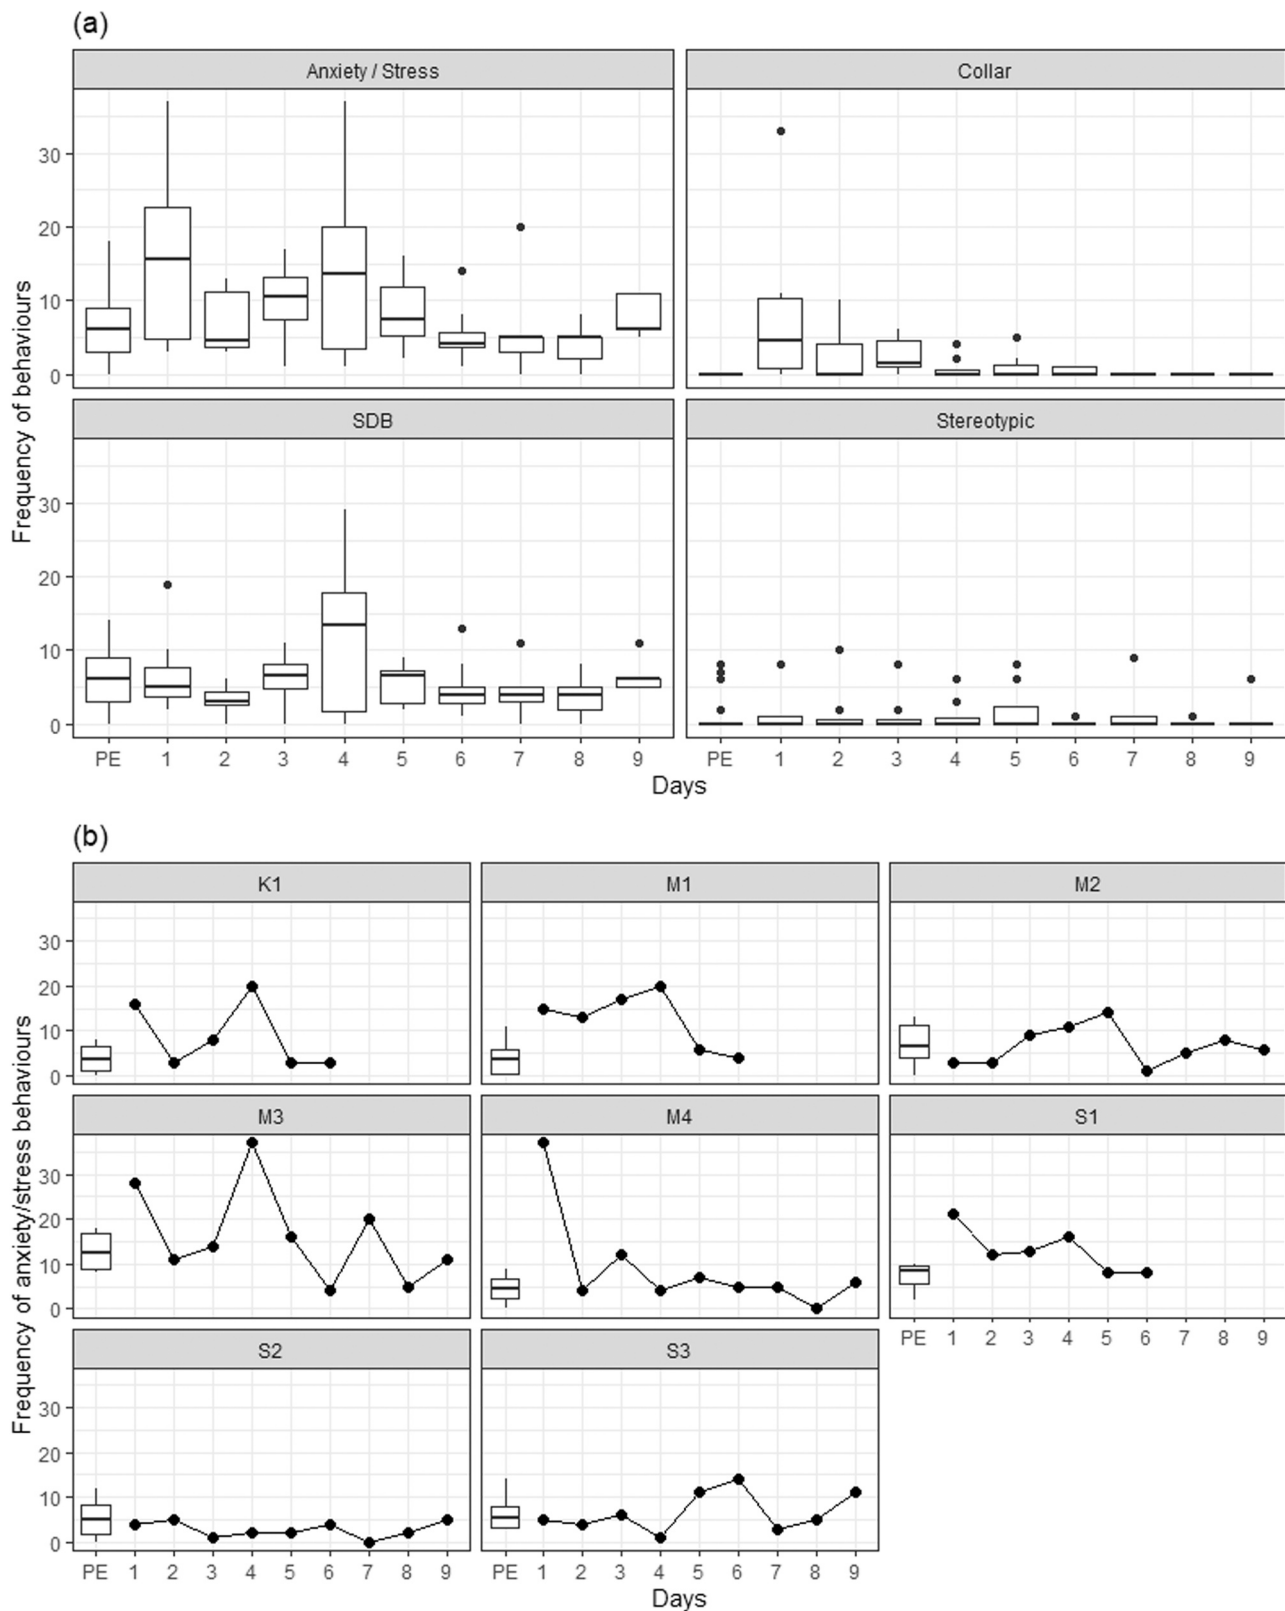 (a)
Anxiety / Stress Collar
30
20
10
0
SDB Stereotypic
30
20
10
0
Frequency of behaviours
PE 1 2 3 4 5 6 7 8 9 PE 1 2 3 4 5 6 7 8 9
Days
(b)
K1 M1 M2
30
20
10
0
M3 M4 S1
30
20
10
0
PE 1 2 3 4 5 6 7 8 9
Frequency of anxiety/stress behaviours
S2 S3
30
20
10
0
PE 1 2 3 4 5 6 7 8 9 PE 1 2 3 4 5 6 7 8 9
Days